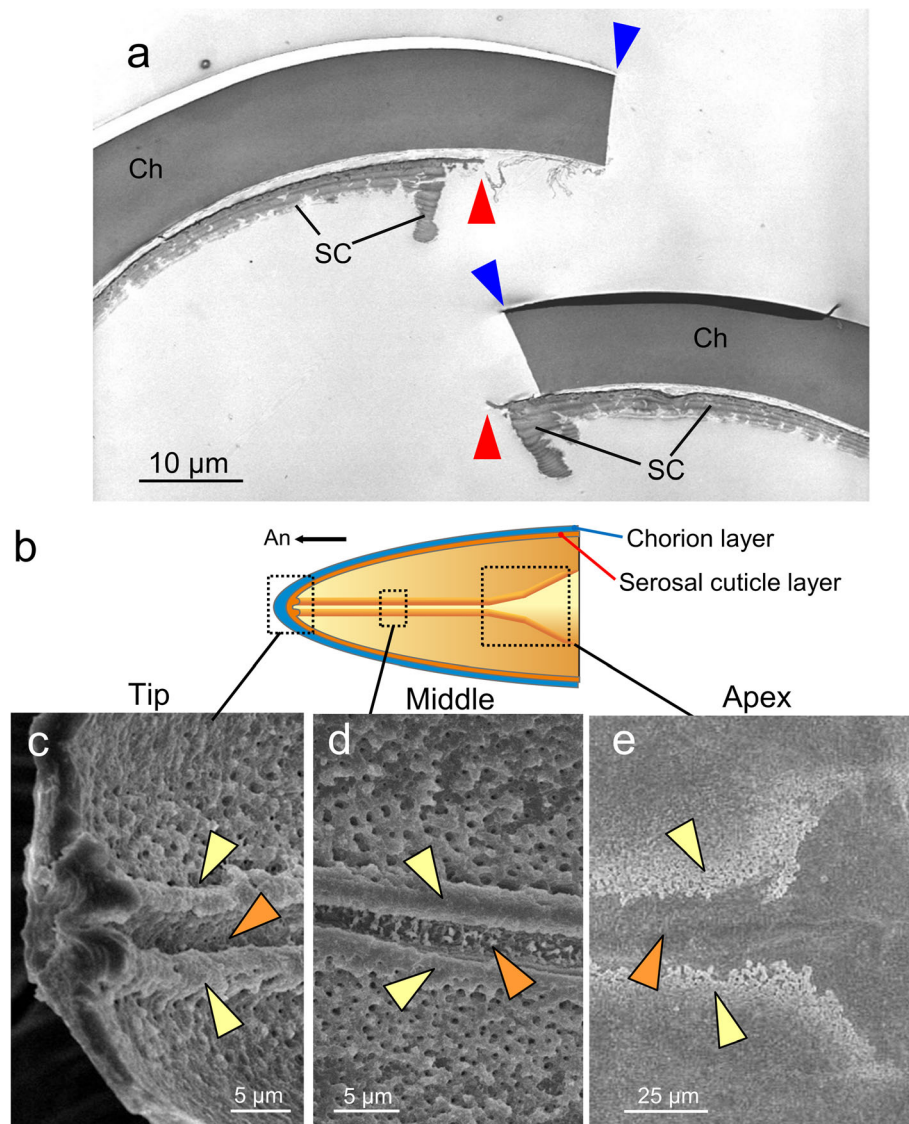 a
Ch
SC
Ch
SC
10 µm
b
An
Chorion layer
Serosal cuticle layer
Tip
Middle
Apex
c
d
e
5 µm
5 µm
25 µm